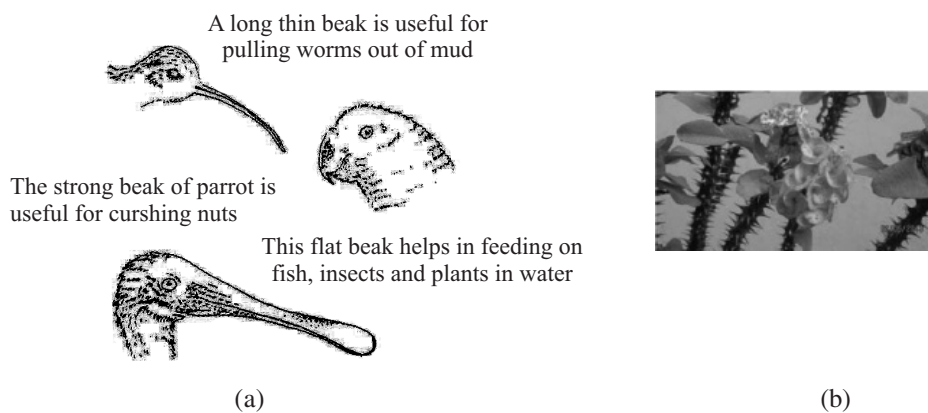 A long thin beak is useful for
pulling worms out of mud
The strong beak of parrot is
useful for curshing nuts
This flat beak helps in feeding on
fish, insects and plants in water
(a)
(b)